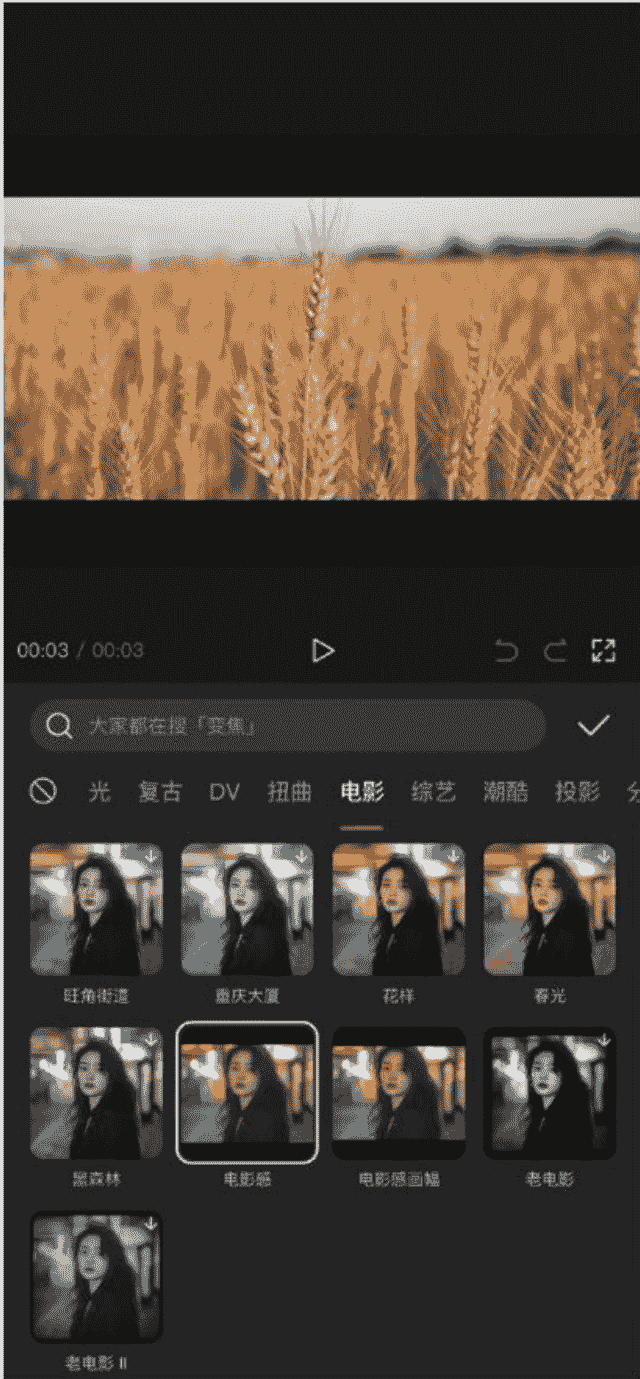 00:03 / 00:03
大家都在搜「变焦」
光 复古 DV 扭曲 电影 综艺 潮酷 投影 分
旺角街道 重庆大厦 花样 春光
黑森林 电影感 电影感画幅 老电影
老电影 II